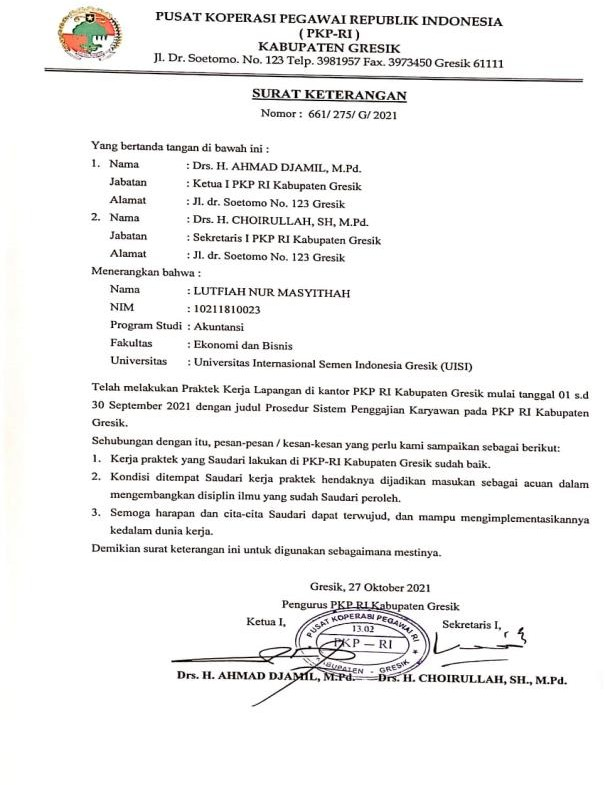 PUSAT KOPERASI PEGAWAI REPUBLIK INDONESIA
( PKP-RI )
KABUPATEN GRESIK
Jl. Dr. Soetomo. No. 123 Telp. 3981957 Fax. 3973450 Gresik 61111
SURAT KETERANGAN
Nomor : 661/ 275/ G/ 2021
Yang bertanda tangan di bawah ini :
1. Nama : Drs. H. AHMAD DJAMIL, M.Pd.
Jabatan : Ketua I PKP RI Kabupaten Gresik
Alamat : Jl. dr. Soetomo No. 123 Gresik
2. Nama : Drs. H. CHOIRULLAH, SH, M.Pd.
Jabatan : Sekretaris I PKP RI Kabupaten Gresik
Alamat : Jl. dr. Soetomo No. 123 Gresik
Menerangkan bahwa :
Nama : LUTFIAH NUR MASYITHAH
NIM : 10211810023
Program Studi : Akuntansi
Fakultas : Ekonomi dan Bisnis
Universitas : Universitas Internasional Semen Indonesia Gresik (UISI)
Telah melakukan Praktek Kerja Lapangan di kantor PKP RI Kabupaten Gresik mulai tanggal 01 s.d
30 September 2021 dengan judul Prosedur Sistem Penggajian Karyawan pada PKP RI Kabupaten
Gresik.
Sehubungan dengan itu, pesan-pesan / kesan-kesan yang perlu kami sampaikan sebagai berikut:
1. Kerja praktek yang Saudari lakukan di PKP-RI Kabupaten Gresik sudah baik.
2. Kondisi ditempat Saudari kerja praktek hendaknya dijadikan masukan sebagai acuan dalam
mengembangkan disiplin ilmu yang sudah Saudari peroleh.
3. Semoga harapan dan cita-cita Saudari dapat terwujud, dan mampu mengimplementasikannya
kedalam dunia kerja.
Demikian surat keterangan ini untuk digunakan sebagaimana mestinya.
Gresik, 27 Oktober 2021
Pengurus PKP RI Kabupaten Gresik
Ketua I, Sekretaris I,
PUSAT KOPERASI PEGAWAI RI
13.02
PKP – RI
KABUPATEN - GRESIK
Drs. H. AHMAD DJAMIL, M.Pd. Drs. H. CHOIRULLAH, SH., M.Pd.